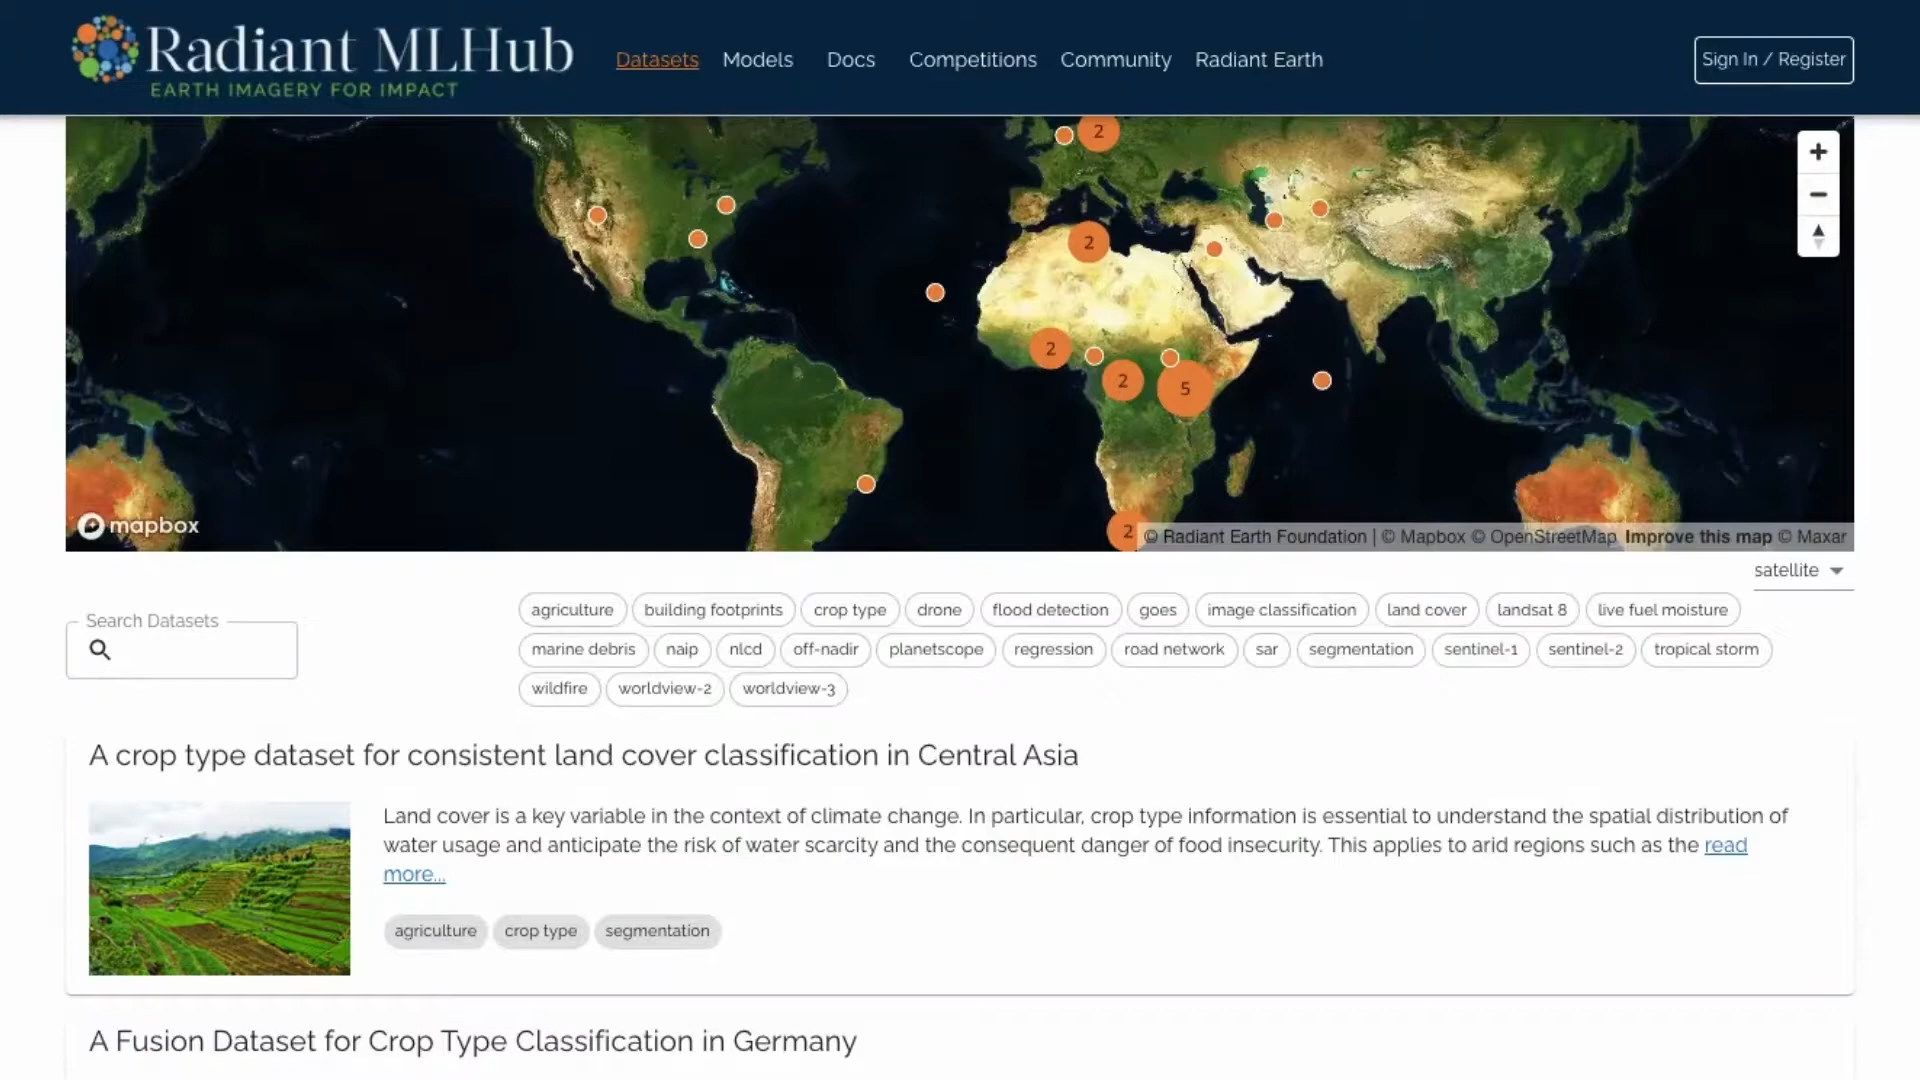 Radiant MLHub
EARTH IMAGERY FOR IMPACT
Datasets Models Docs Competitions Community Radiant Earth
Sign In / Register
2
2
2
2
5
2
mapbox
© Radiant Earth Foundation | © Mapbox © OpenStreetMap Improve this map © Maxar
satellite
Search Datasets
agriculture building footprints crop type drone flood detection goes image classification land cover landsat 8 live fuel moisture
marine debris naip nlcd off-nadir planetscope regression road network sar segmentation sentinel-1 sentinel-2 tropical storm
wildfire worldview-2 worldview-3
A crop type dataset for consistent land cover classification in Central Asia
Land cover is a key variable in the context of climate change. In particular, crop type information is essential to understand the spatial distribution of
water usage and anticipate the risk of water scarcity and the consequent danger of food insecurity. This applies to arid regions such as the read
more...
agriculture crop type segmentation
A Fusion Dataset for Crop Type Classification in Germany